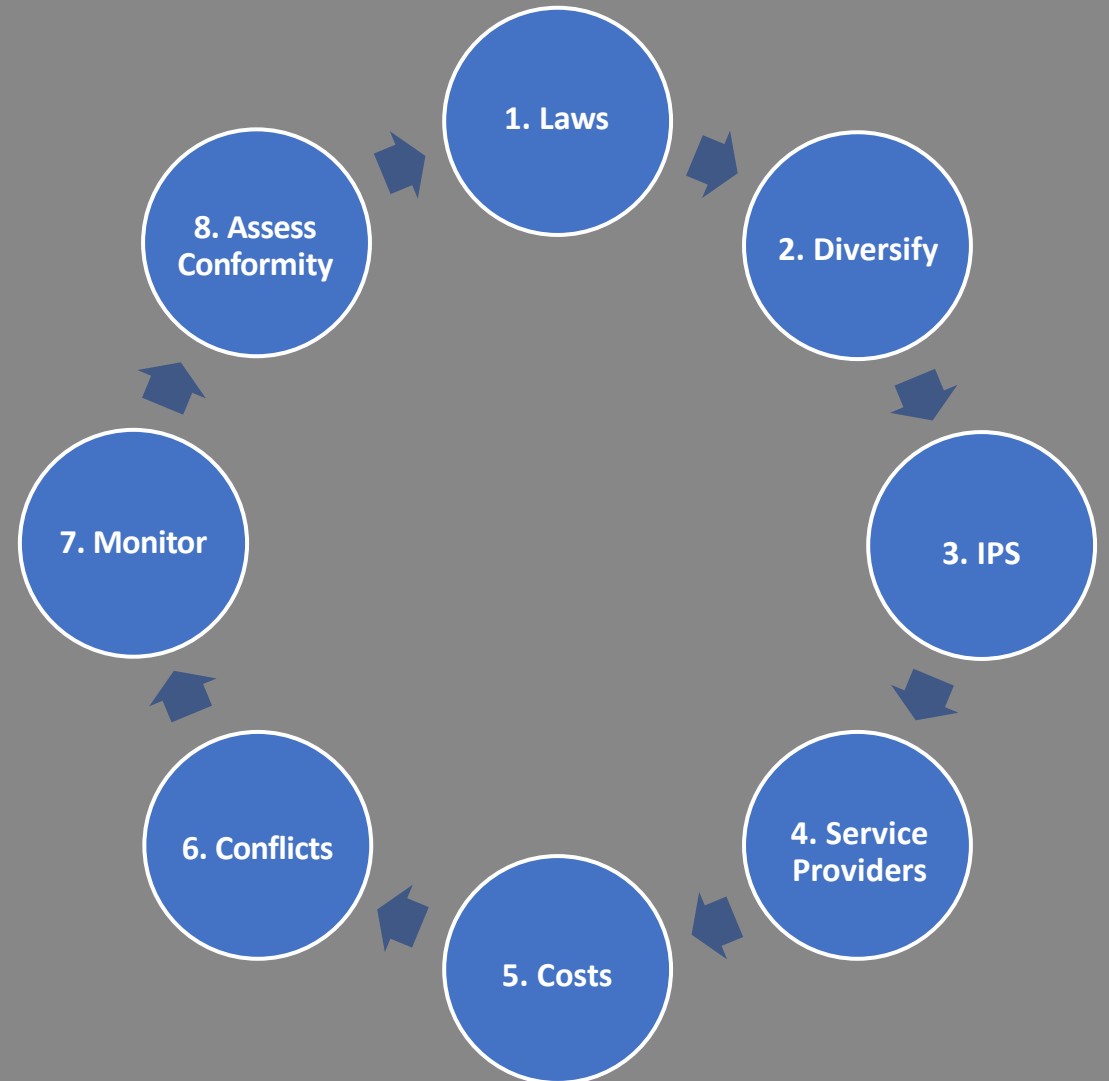 1. Laws
2. Diversify
3. IPS
4. Service
Providers
5. Costs
6. Conflicts
7. Monitor
8. Assess
Conformity